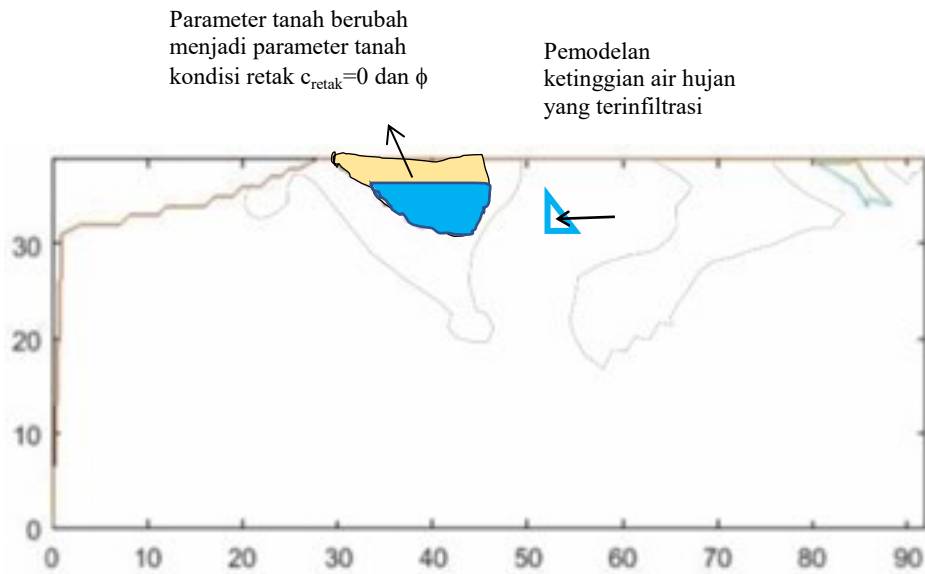 Parameter tanah berubah
menjadi parameter tanah
kondisi retak c_retak=0 dan ϕ
Pemodelan
ketinggian air hujan
yang terinfiltrasi
30
20
10
0
0 10 20 30 40 50 60 70 80 90